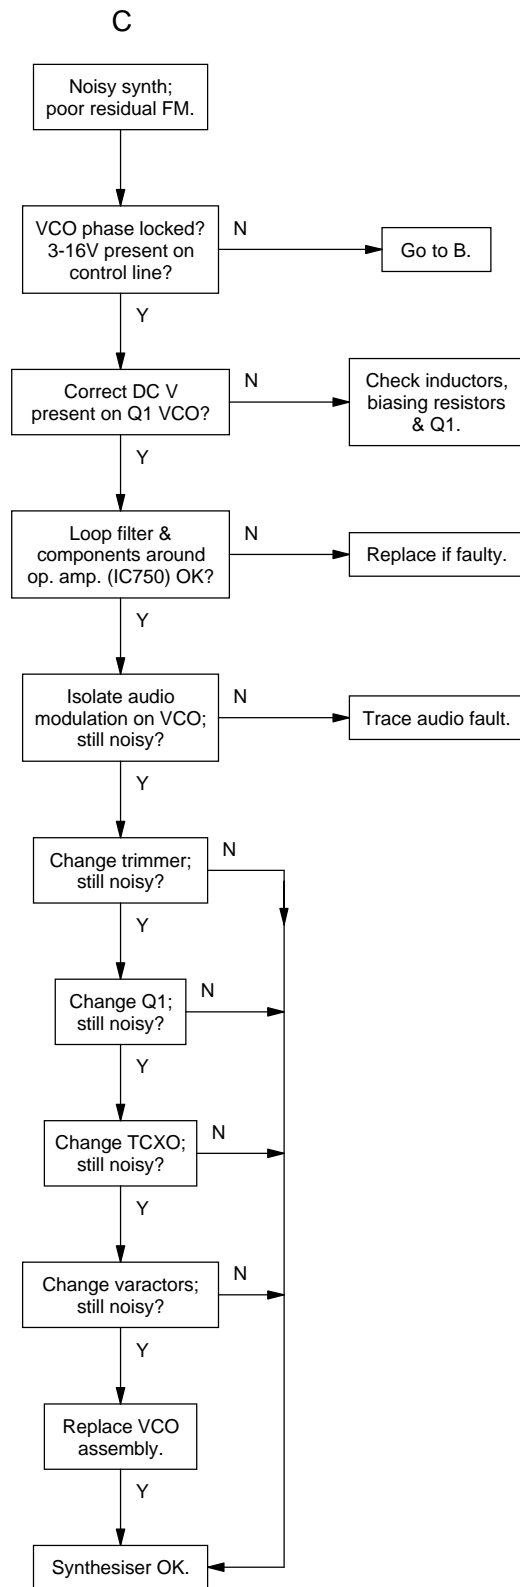 C
Noisy synth;
poor residual FM.
VCO phase locked?
3-16V present on
control line?
N
Go to B.
Y
Correct DC V
present on Q1 VCO?
N
Check inductors,
biasing resistors
& Q1.
Y
Loop filter &
components around
op. amp. (IC750) OK?
N
Replace if faulty.
Y
Isolate audio
modulation on VCO;
still noisy?
N
Trace audio fault.
Y
Change trimmer;
still noisy?
N
Y
Change Q1;
still noisy?
N
Y
Change TCXO;
still noisy?
N
Y
Change varactors;
still noisy?
N
Y
Replace VCO
assembly.
Y
Synthesiser OK.